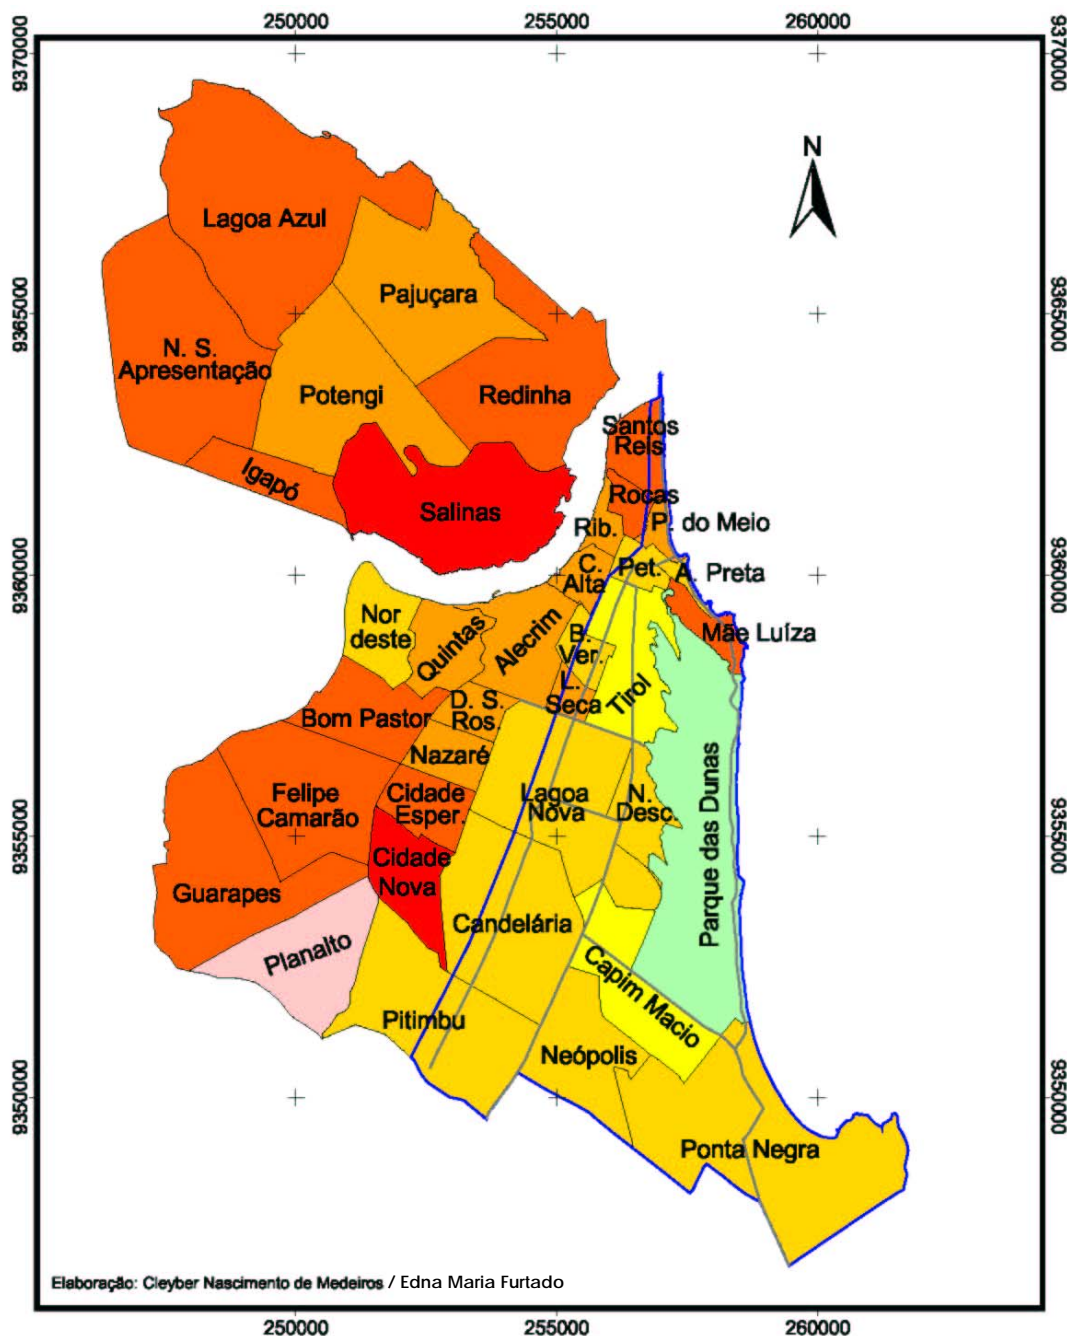 250000
255000
260000
9370000
9370000
N
Lagoa Azul
Pajuçara
9365000
9365000
N. S.
Apresentação
Potengi
Redinha
Santos
Reis
Igapó
Salinas
Rocas
Rib.
P. do Meio
9360000
9360000
C.
Alta
Pet.
A. Preta
Nor
deste
Quintas
Alecrim
B.
Ver.
Mãe Luíza
L.
Seca
Tirol
D. S.
Ros.
Bom Pastor
Nazaré
Parque das Dunas
Felipe
Camarão
Cidade
Esper.
Lagoa
Nova
N.
Desc.
9355000
9355000
Cidade
Nova
Guarapes
Candelária
Planalto
Capim Macio
Pitimbu
Neópolis
9350000
9350000
Ponta Negra
Elaboração: Cleyber Nascimento de Medeiros / Edna Maria Furtado
250000
255000
260000